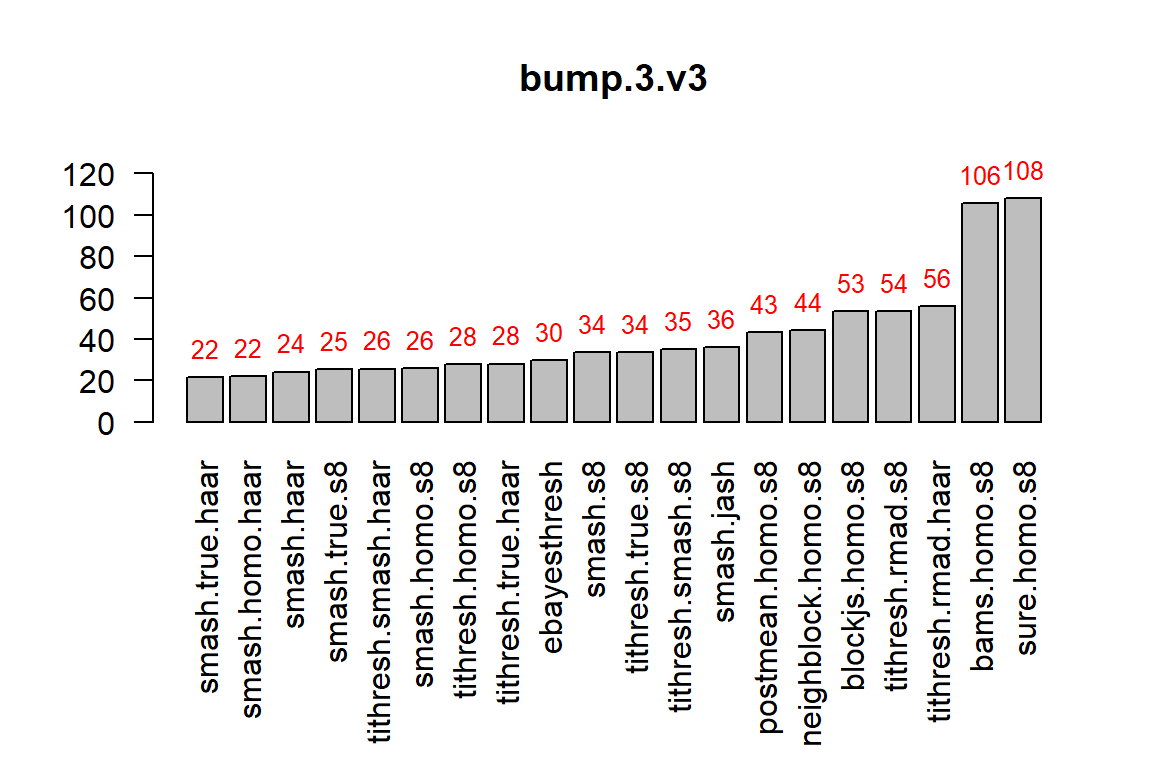 bump.3.v3
120
100
80
60
40
20
0
22
22
24
25
26
26
28
28
30
34
34
35
36
43
44
53
54
56
106
108
smash.true.haar
smash.homo.haar
smash.haar
smash.true.s8
tithresh.smash.haar
smash.homo.s8
tithresh.homo.s8
tithresh.true.haar
ebayesthresh
smash.s8
tithresh.true.s8
tithresh.smash.s8
smash.jash
postmean.homo.s8
neighblock.homo.s8
blockjs.homo.s8
tithresh.rmad.s8
tithresh.rmad.haar
bams.homo.s8
sure.homo.s8